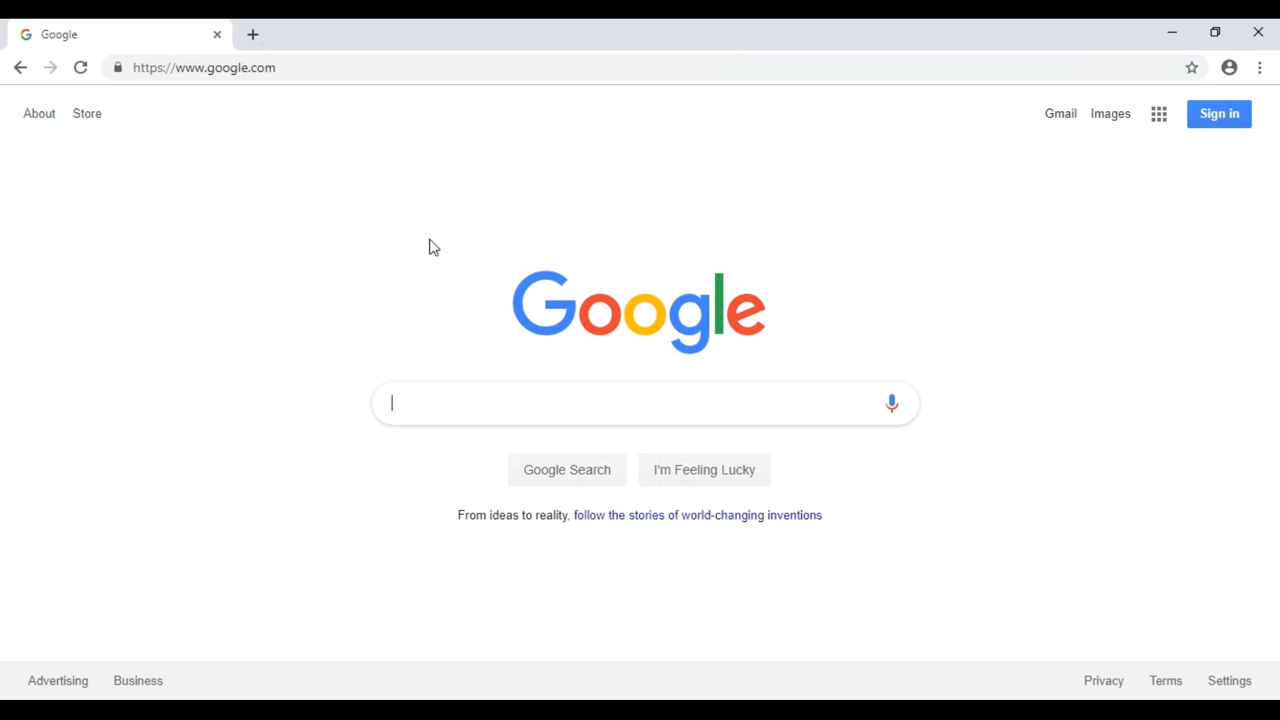 Google
https://www.google.com
About Store Gmail Images Sign in
Google
Google Search I'm Feeling Lucky
From ideas to reality, follow the stories of world-changing inventions
Advertising Business Privacy Terms Settings